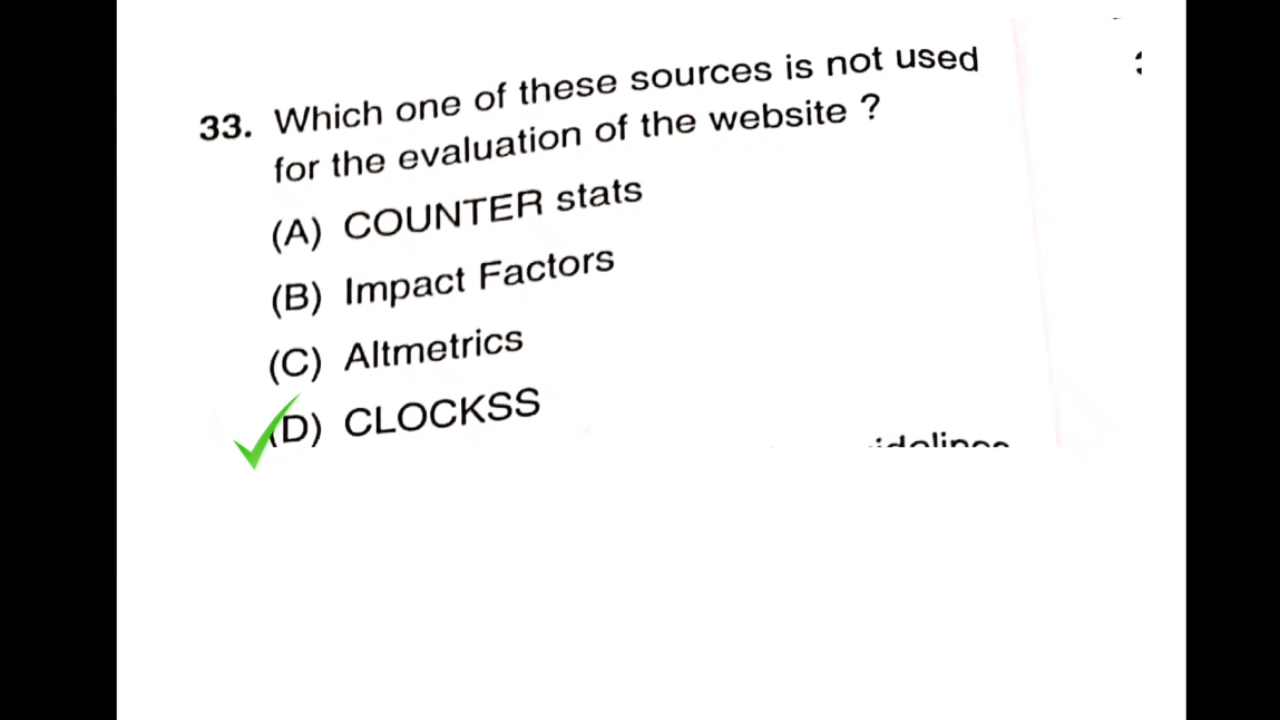 33. Which one of these sources is not used
for the evaluation of the website ?
(A) COUNTER stats
(B) Impact Factors
(C) Altmetrics
(D) CLOCKSS